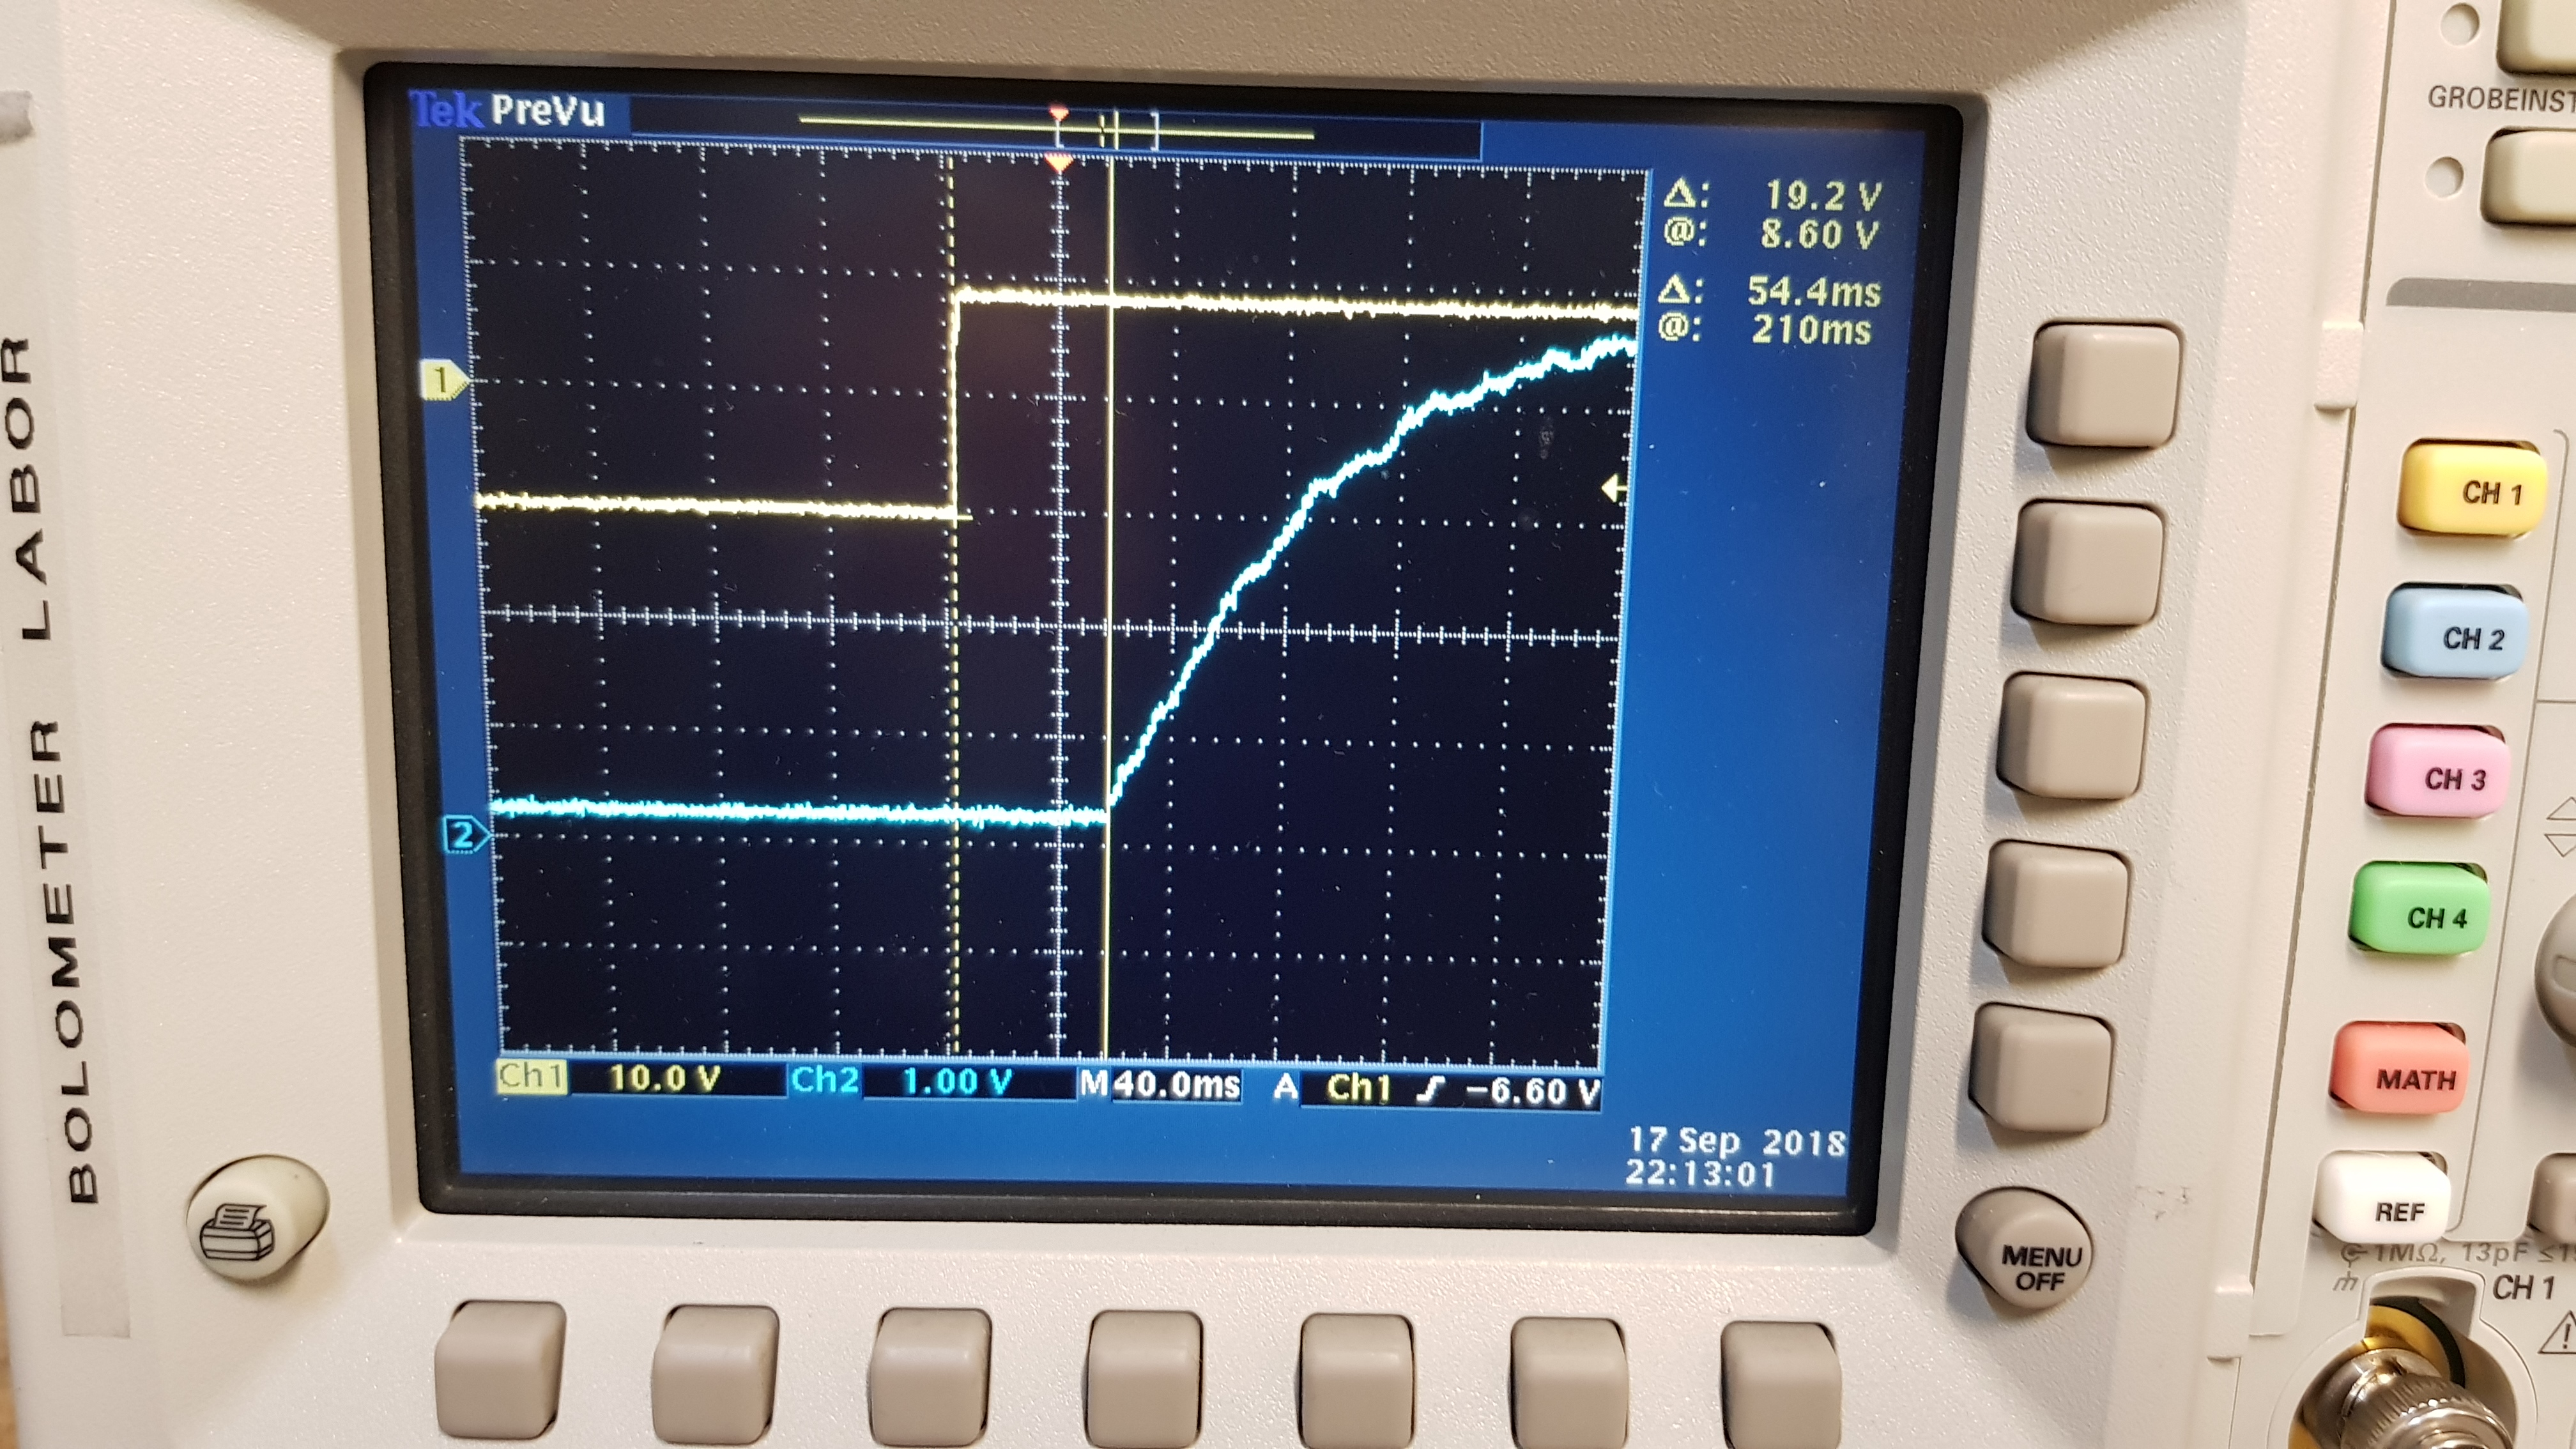 Tek PreVu
Δ: 19.2 V
@: 8.60 V
Δ: 54.4ms
@: 210ms
1
2
Ch1 10.0 V Ch2 1.00 V M 40.0ms A Ch1 -6.60 V
17 Sep 2018
22:13:01
BOLOMETER LABOR
CH 1
CH 2
CH 3
CH 4
MATH
REF
MENU
OFF
1MΩ, 13pF
CH 1